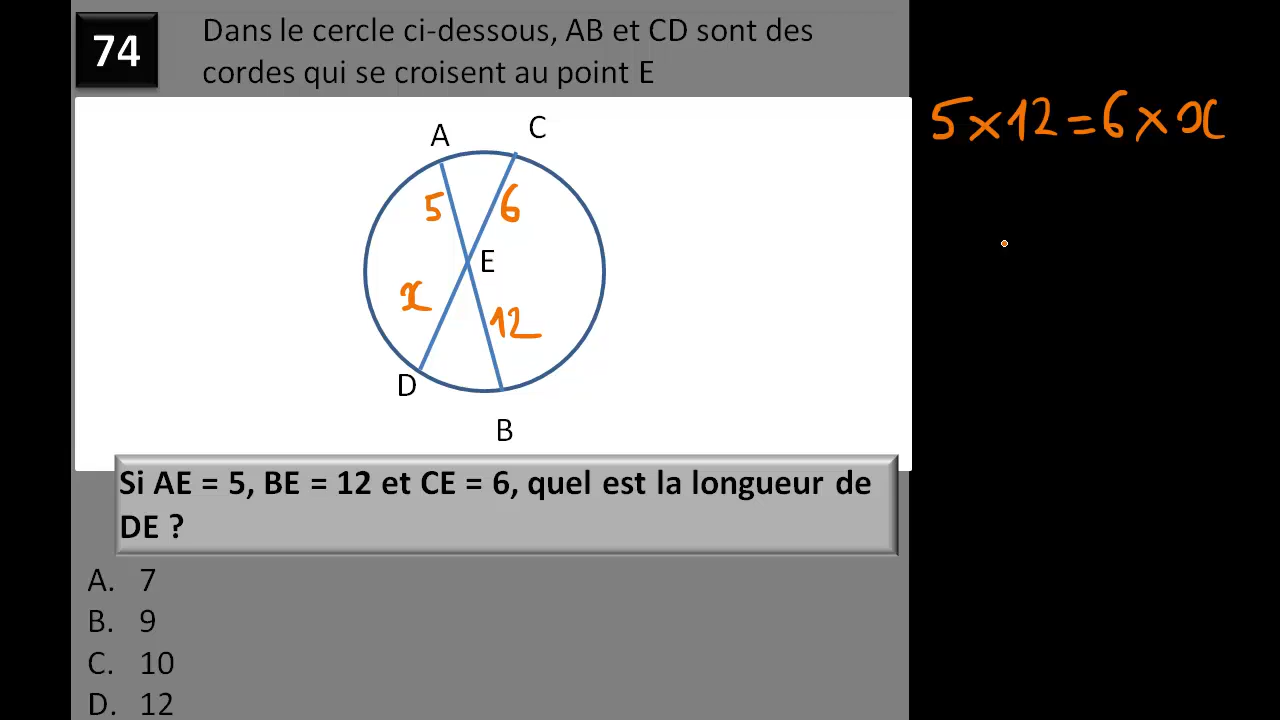 74
Dans le cercle ci-dessous, AB et CD sont des
cordes qui se croisent au point E
5×12=6×x
A
C
5
6
E
x
12
D
B
Si AE = 5, BE = 12 et CE = 6, quel est la longueur de
DE ?
A. 7
B. 9
C. 10
D. 12